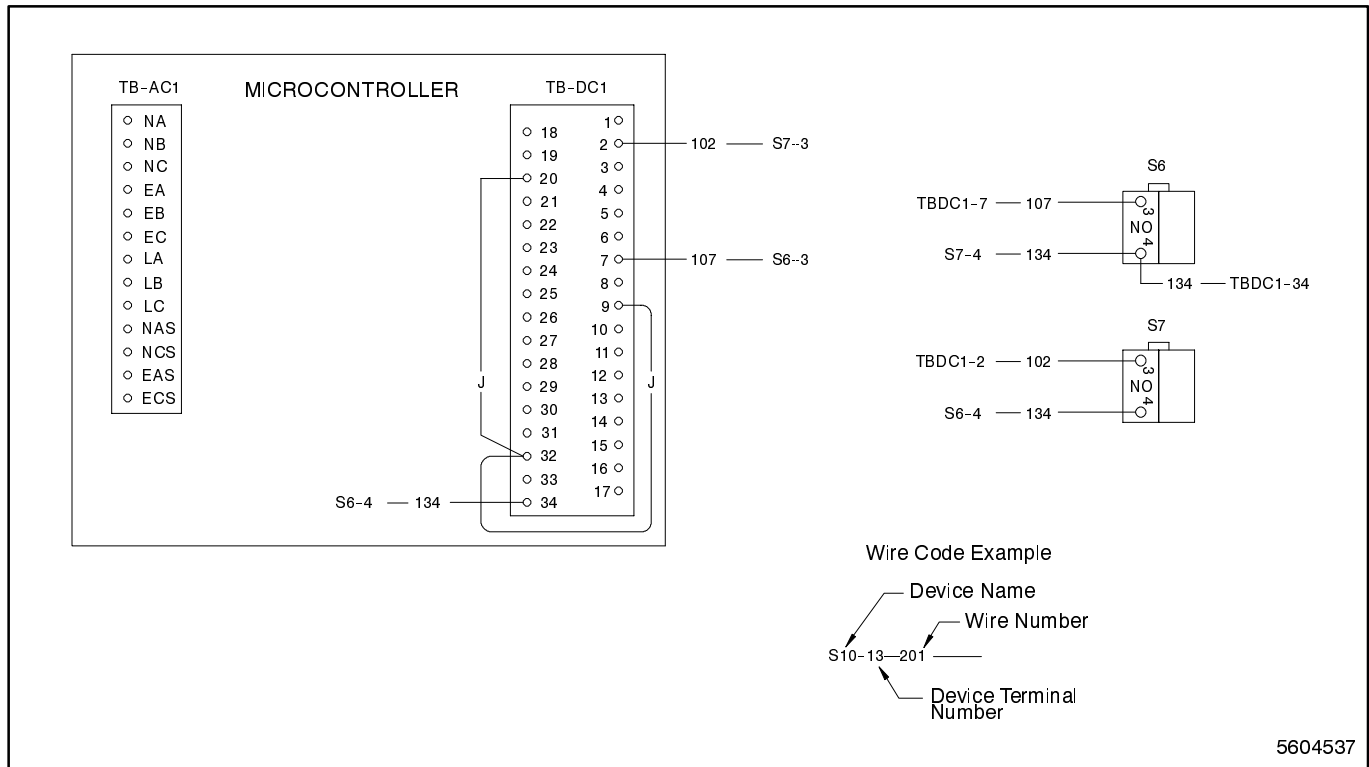 MICROCONTROLLER
TB-AC1
NA
NB
NC
EA
EB
EC
LA
LB
LC
NAS
NCS
EAS
ECS
TB-DC1
18
19
20
21
22
23
24
25
26
27
28
29
30
31
32
33
34
1
2
3
4
5
6
7
8
9
10
11
12
13
14
15
16
17
J
J
102 S7--3
107 S6--3
S6-4 134
S6
TBDC1-7 107
3
NO
4
S7-4 134
134 TBDC1-34
S7
TBDC1-2 102
3
NO
4
S6-4 134
Wire Code Example
Device Name
Wire Number
S10-13—201
Device Terminal
Number
5604537